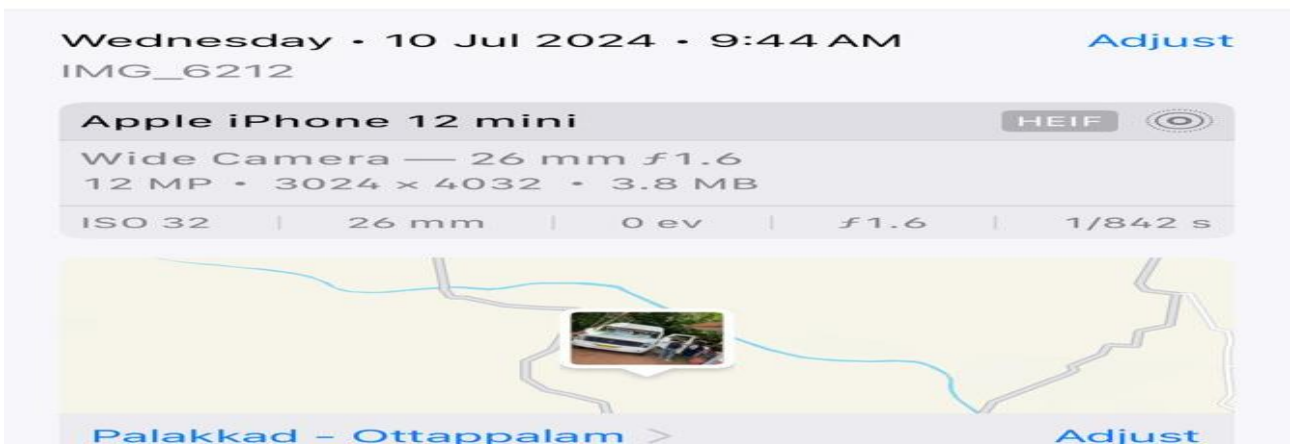 Wednesday • 10 Jul 2024 • 9:44 AM Adjust
IMG_6212
Apple iPhone 12 mini HEIF
Wide Camera — 26 mm ƒ1.6
12 MP • 3024 × 4032 • 3.8 MB
ISO 32 | 26 mm | 0 ev | ƒ1.6 | 1/842 s
Palakkad – Ottappalam > Adjust